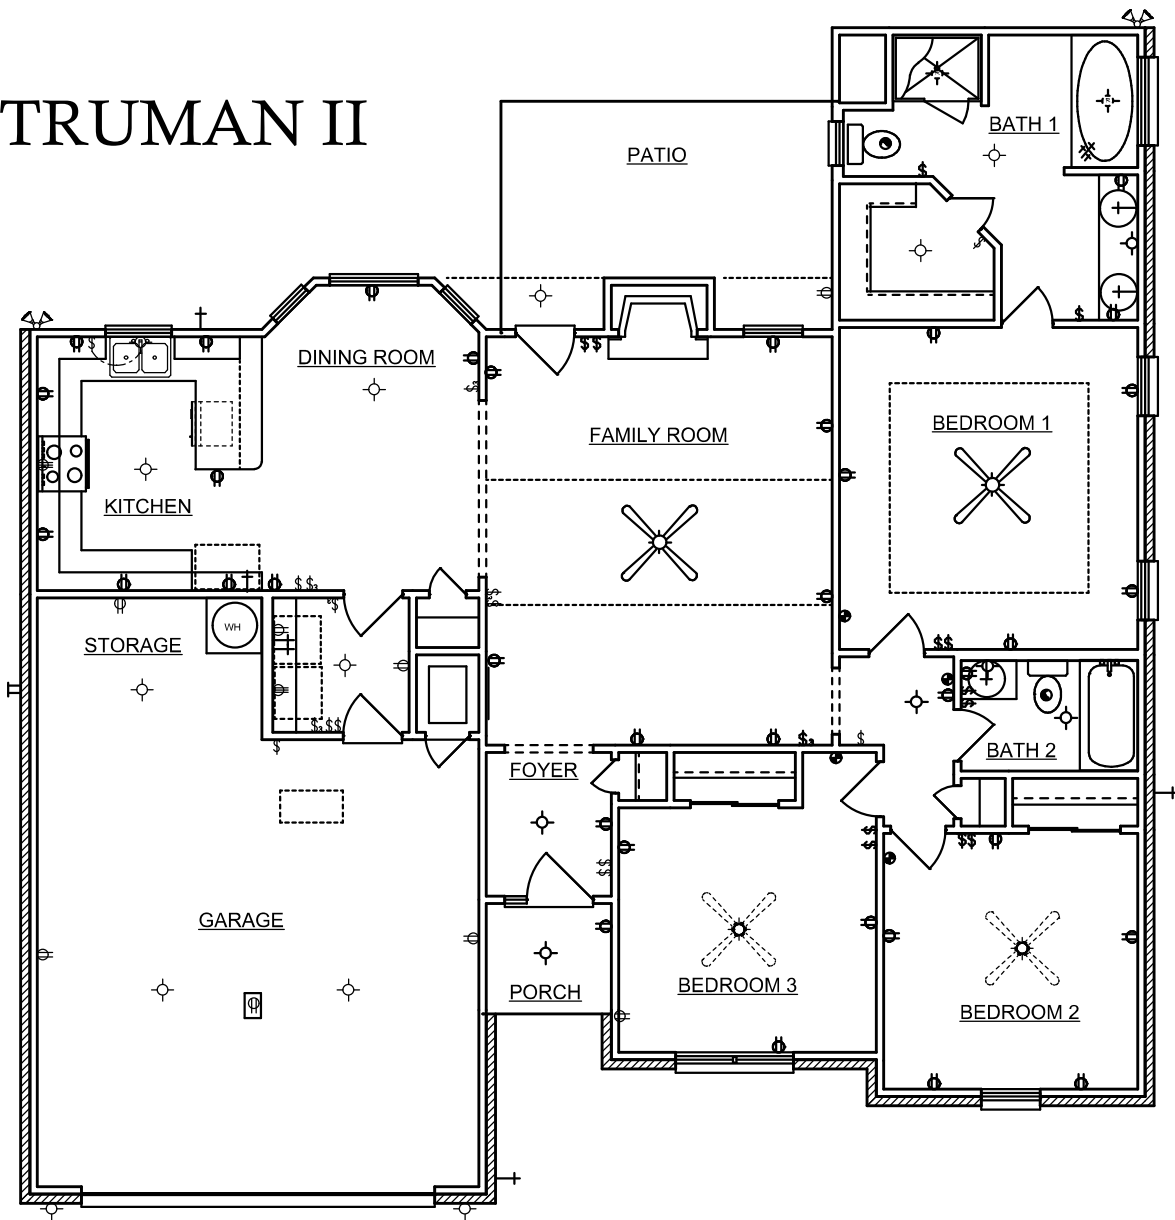 TRUMAN II
BATH 1
PATIO
DINING ROOM
FAMILY ROOM
BEDROOM 1
KITCHEN
STORAGE
WH
FOYER
BATH 2
GARAGE
BEDROOM 3
PORCH
BEDROOM 2